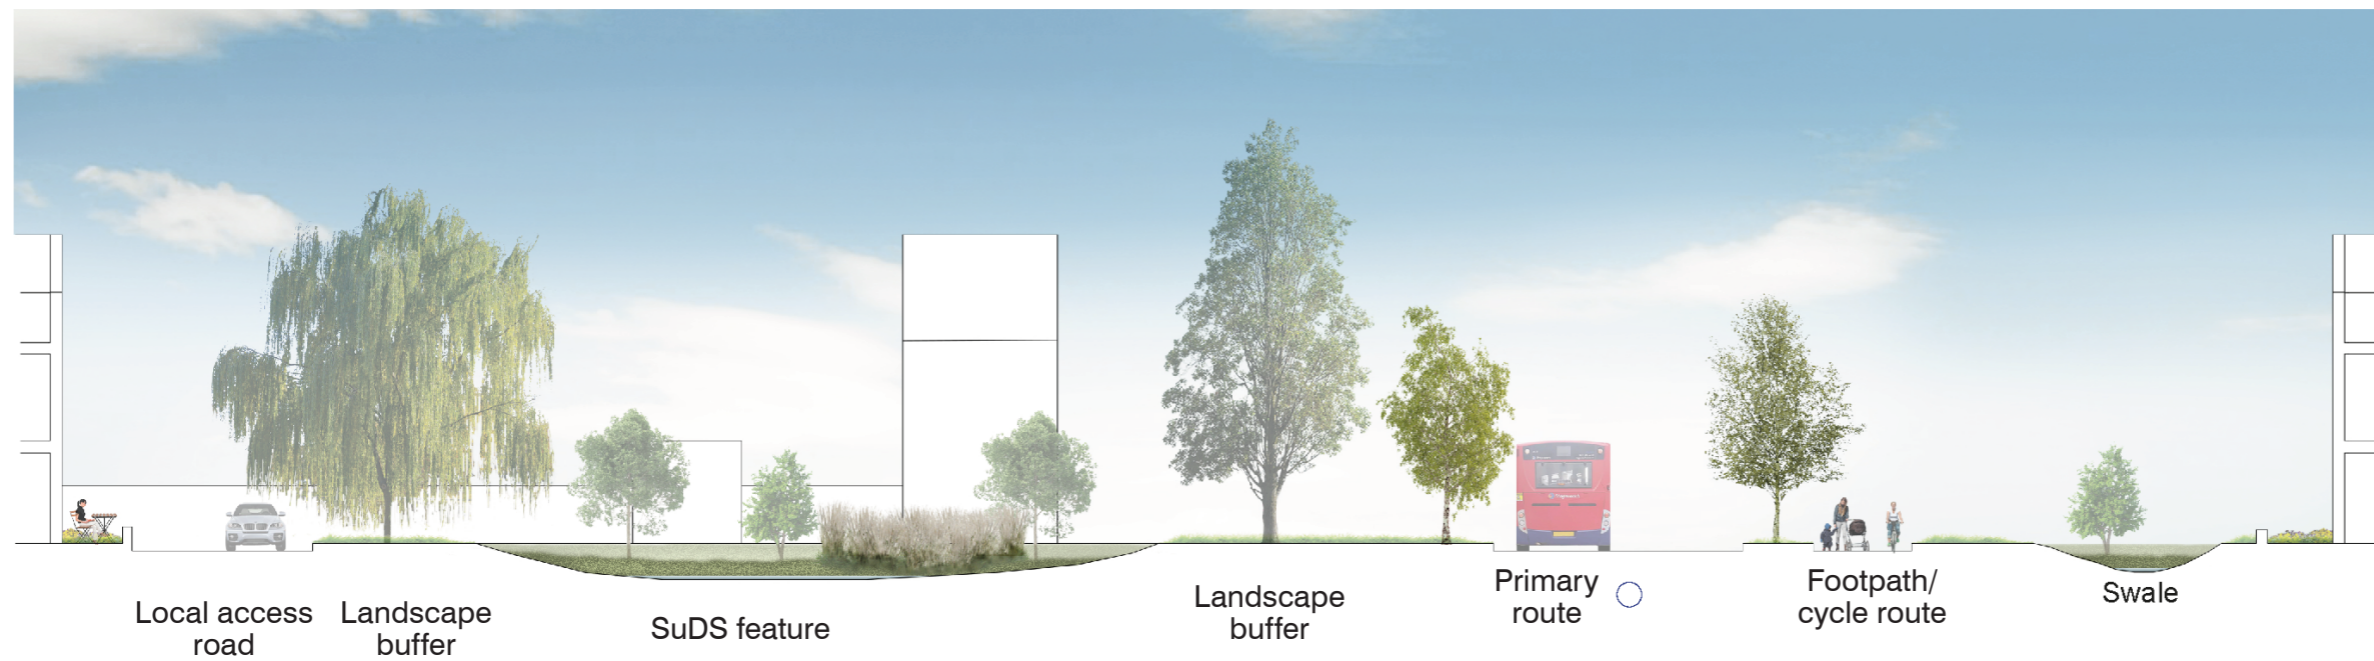 Local access
road
Landscape
buffer
SuDS feature
Landscape
buffer
Primary
route
Footpath/
cycle route
Swale